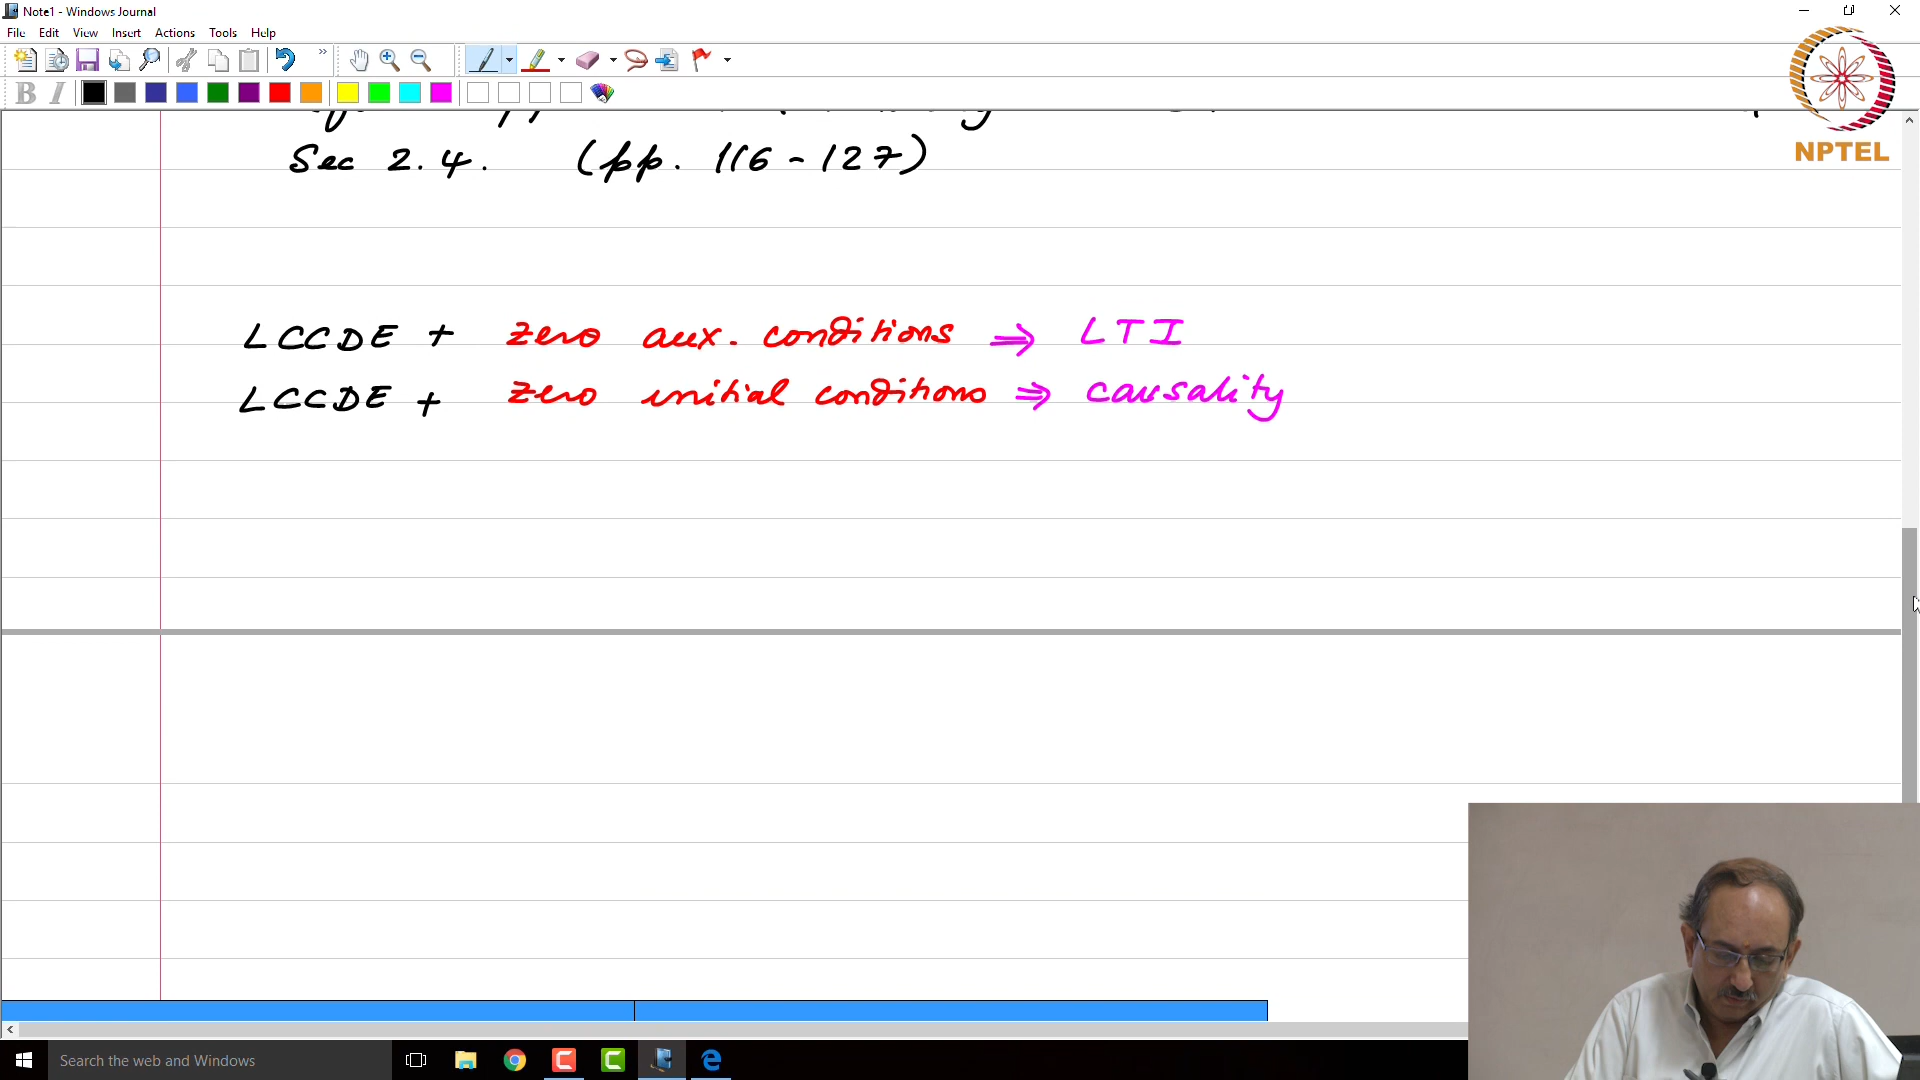 Note1 - Windows Journal
File Edit View Insert Actions Tools Help
B I
NPTEL
Sec 2.4. (pp. 116 - 127)
LCCDE + zero aux. conditions ⇒ LTI
LCCDE + zero initial conditions ⇒ causality
Search the web and Windows